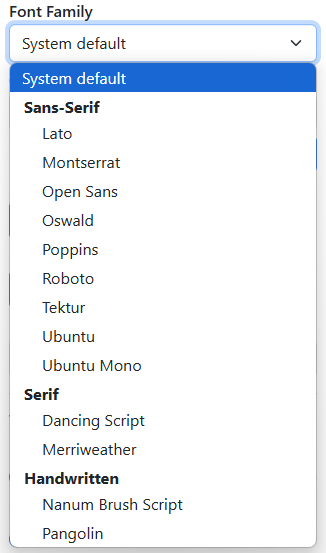 Font Family
System default
System default
Sans-Serif
Lato
Montserrat
Open Sans
Oswald
Poppins
Roboto
Tektur
Ubuntu
Ubuntu Mono
Serif
Dancing Script
Merriweather
Handwritten
Nanum Brush Script
Pangolin